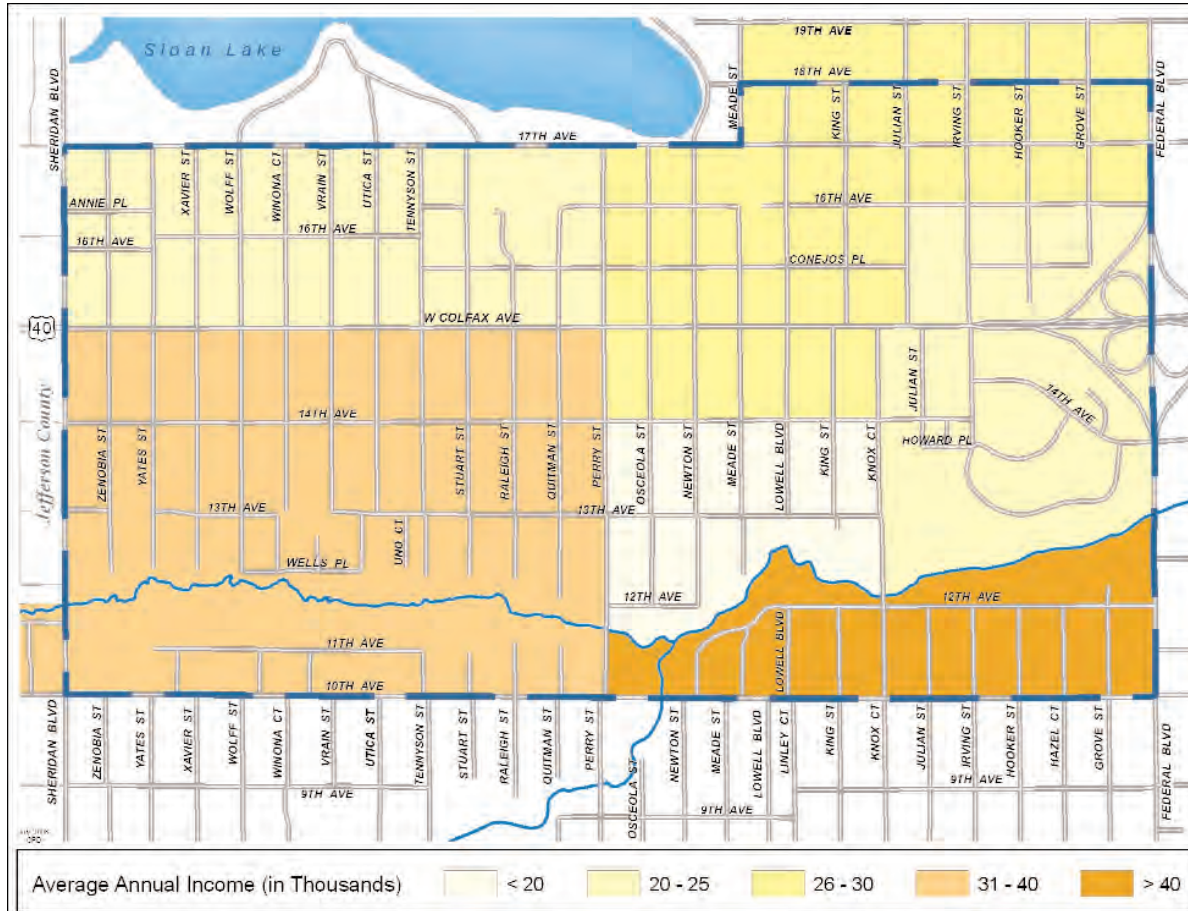 Sloan Lake
19TH AVE
18TH AVE
MEADE ST
KING ST
JULIAN ST
IRVING ST
HOOKER ST
GROVE ST
FEDERAL BLVD
SHERIDAN BLVD
17TH AVE
XAVIER ST
WOLFF ST
WINONA CT
VRAIN ST
UTICA ST
TENNYSON ST
ANNIE PL
16TH AVE
16TH AVE
16TH AVE
CONEJOS PL
W COLFAX AVE
40
Jefferson County
JULIAN ST
14TH AVE
14TH AVE
HOWARD PL
ZENOBIA ST
YATES ST
STUART ST
RALEIGH ST
QUITMAN ST
PERRY ST
OSCEOLA ST
NEWTON ST
MEADE ST
LOWELL BLVD
KING ST
KNOX CT
13TH AVE
13TH AVE
UNO CT
WELLS PL
12TH AVE
12TH AVE
11TH AVE
LOWELL BLVD
10TH AVE
SHERIDAN BLVD
ZENOBIA ST
YATES ST
XAVIER ST
WOLFF ST
WINONA CT
VRAIN ST
UTICA ST
TENNYSON ST
STUART ST
RALEIGH ST
QUITMAN ST
PERRY ST
OSCEOLA ST
NEWTON ST
MEADE ST
LOWELL BLVD
LINLEY CT
KING ST
KNOX CT
JULIAN ST
IRVING ST
HOOKER ST
HAZEL CT
GROVE ST
FEDERAL BLVD
9TH AVE
9TH AVE
9TH AVE
Average Annual Income (in Thousands)
< 20
20 - 25
26 - 30
31 - 40
> 40